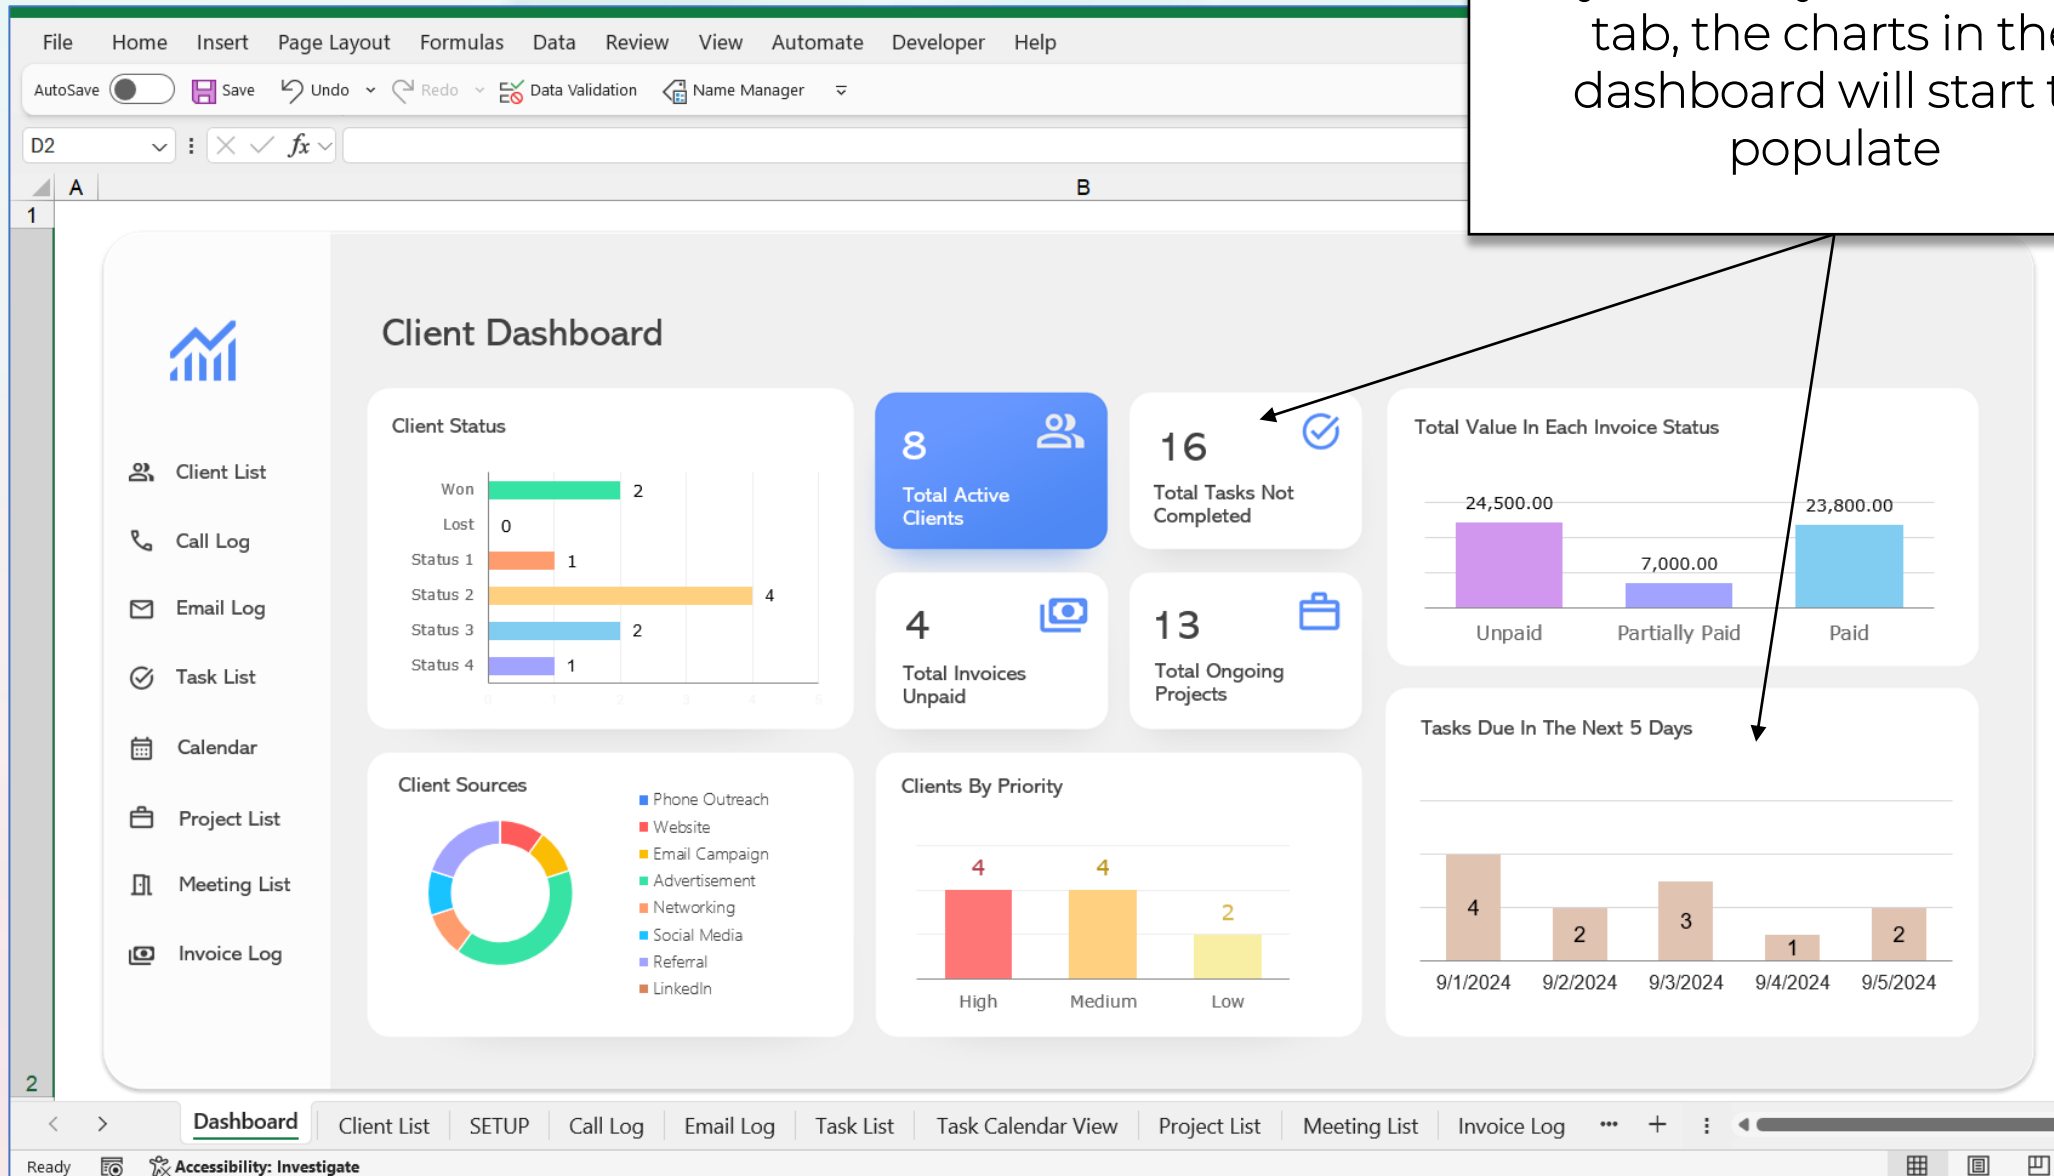 File Home Insert Page Layout Formulas Data Review View Automate Developer Help
tab, the charts in the
dashboard will start
populate
AutoSave Save Undo Redo Data Validation Name Manager
D2 fx
A B
1
Client Dashboard
Client List
Call Log
Email Log
Task List
Calendar
Project List
Meeting List
Invoice Log
Client Status
Won 2
Lost 0
Status 1 1
Status 2 4
Status 3 2
Status 4 1
0 1 2 3 4 5
8
Total Active
Clients
16
Total Tasks Not
Completed
4
Total Invoices
Unpaid
13
Total Ongoing
Projects
Total Value In Each Invoice Status
24,500.00 7,000.00 23,800.00
Unpaid Partially Paid Paid
Client Sources
Phone Outreach
Website
Email Campaign
Advertisement
Networking
Social Media
Referral
LinkedIn
Clients By Priority
4 4 2
High Medium Low
Tasks Due In The Next 5 Days
4 2 3 1 2
9/1/2024 9/2/2024 9/3/2024 9/4/2024 9/5/2024
2
Dashboard Client List SETUP Call Log Email Log Task List Task Calendar View Project List Meeting List Invoice Log
Ready Accessibility: Investigate